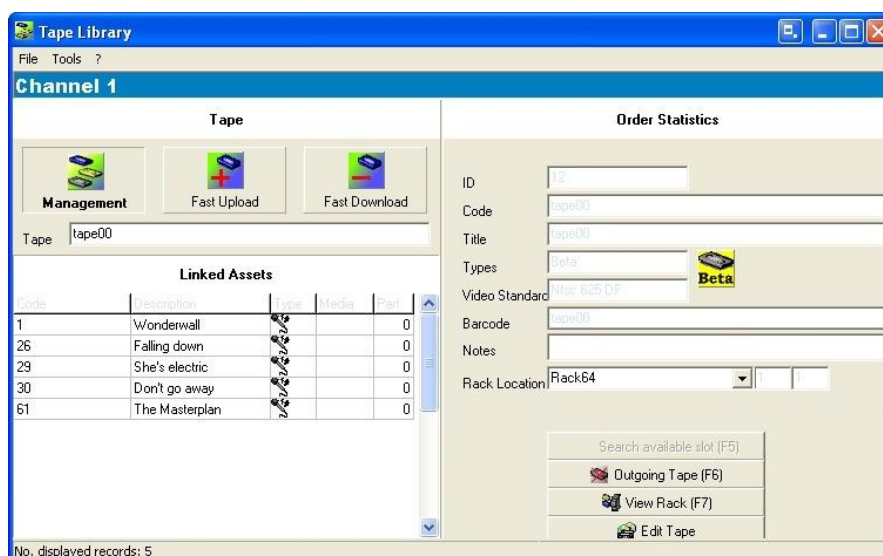 Tape Library
File Tools ?
Channel 1
Tape
Management
Fast Upload
Fast Download
Tape tape00
Linked Assets
Code Description Type Media Part
1 Wonderwall 0
26 Falling down 0
29 She's electric 0
30 Don't go away 0
61 The Masterplan 0
No. displayed records: 5
Order Statistics
ID 12
Code tape00
Title tape00
Types Beta
Beta
Video Standard Ntsc 625 DF
Barcode tape00
Notes
Rack Location Rack64 1 1
Search available slot (F5)
Outgoing Tape (F6)
View Rack (F7)
Edit Tape